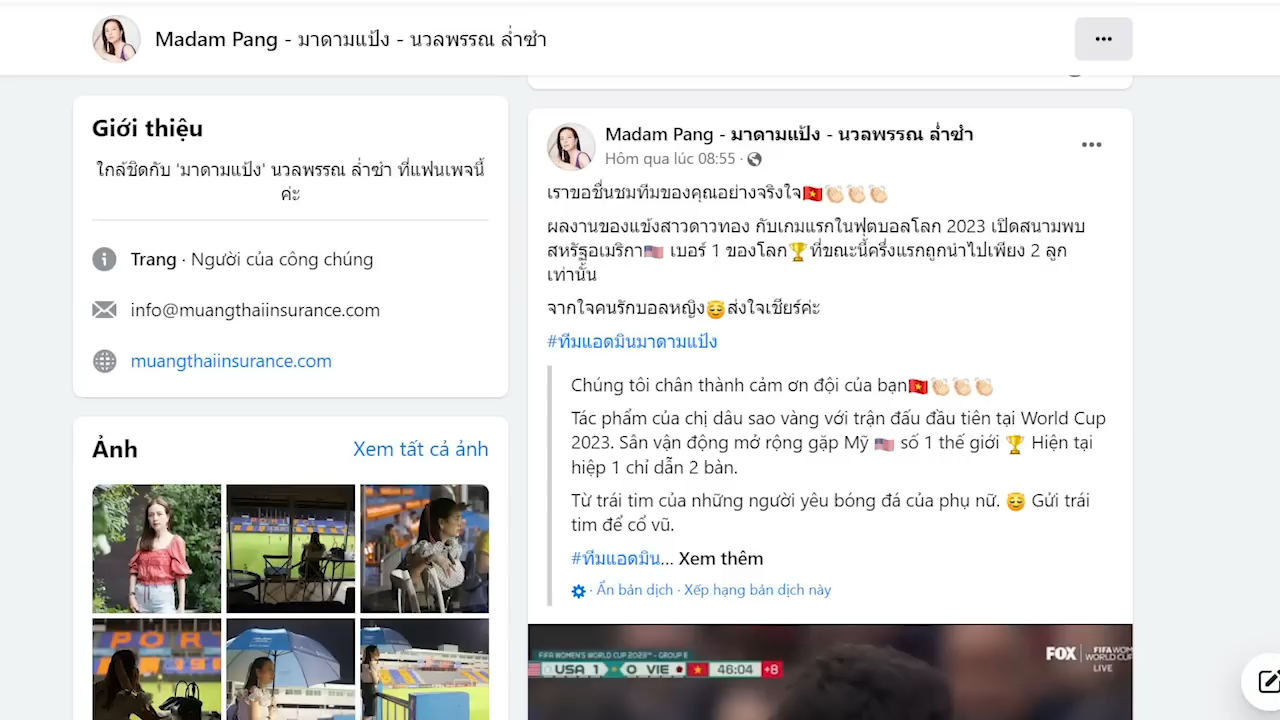 Madam Pang - มาดามแป้ง - นวลพรรณ ล่ำซำ
Giới thiệu
ใกล้ชิดกับ 'มาดามแป้ง' นวลพรรณ ล่ำซำ ที่แฟนเพจนี้
ค่ะ
Trang · Người của công chúng
info@muangthaiinsurance.com
muangthaiinsurance.com
Ảnh
Xem tất cả ảnh
PORT
POR
Madam Pang - มาดามแป้ง - นวลพรรณ ล่ำซำ
Hôm qua lúc 08:55 ·
เราขอชื่นชมทีมของคุณอย่างจริงใจ🇻🇳👏🏻👏🏻👏🏻
ผลงานของแข้งสาวดาวทอง กับเกมแรกในฟุตบอลโลก 2023 เปิดสนามพบ
สหรัฐอเมริกา🇺🇸 เบอร์ 1 ของโลก🏆ที่ขณะนี้ครึ่งแรกถูกนำไปเพียง 2 ลูก
เท่านั้น
จากใจคนรักบอลหญิง😌ส่งใจเชียร์ค่ะ
#ทีมแอดมินมาดามแป้ง
Chúng tôi chân thành cảm ơn đội của bạn🇻🇳👏🏻👏🏻👏🏻
Tác phẩm của chị dâu sao vàng với trận đấu đầu tiên tại World Cup
2023. Sân vận động mở rộng gặp Mỹ 🇺🇸 số 1 thế giới 🏆 Hiện tại
hiệp 1 chỉ dẫn 2 bàn.
Từ trái tim của những người yêu bóng đá của phụ nữ. 😌 Gửi trái
tim để cổ vũ.
#ทีมแอดมิน... Xem thêm
· Ẩn bản dịch · Xếp hạng bản dịch này
FIFA WOMEN'S WORLD CUP 2023™ - GROUP E
USA 1 - 0 VIE 46:04 +8
FOX FIFA WOM
WORLD CUP
LIVE